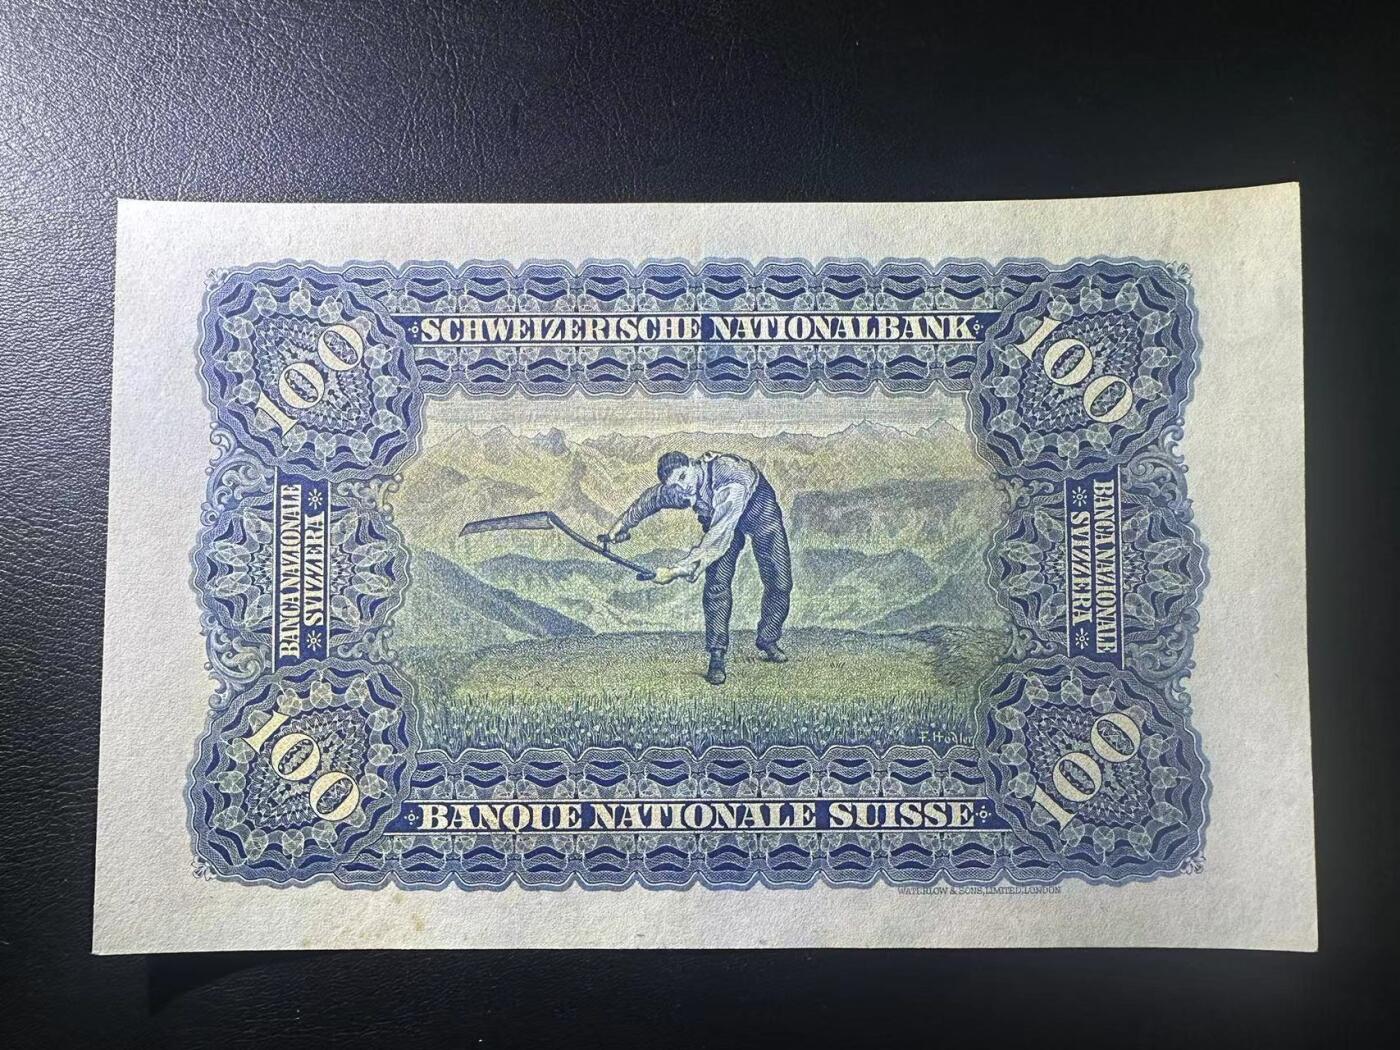 SCHWEIZERISCHE NATIONALBANK
100
100
BANCA NAZIONALE
SVIZZERA
BANCA NAZIONALE
SVIZZERA
F. Hodler
100
100
BANQUE NATIONALE SUISSE
WATERLOW & SONS, LIMITED, LONDON